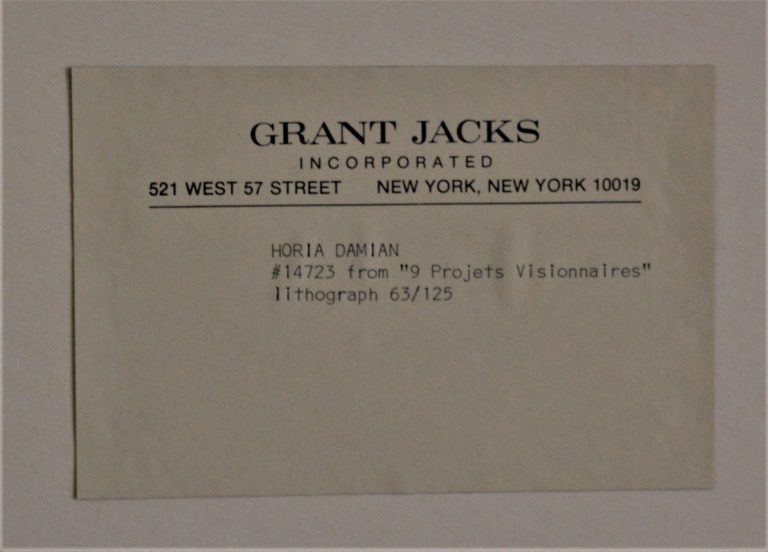 GRANT JACKS
INCORPORATED
521 WEST 57 STREET NEW YORK, NEW YORK 10019
HORIA DAMIAN
#14723 from "9 Projets Visionnaires"
lithograph 63/125